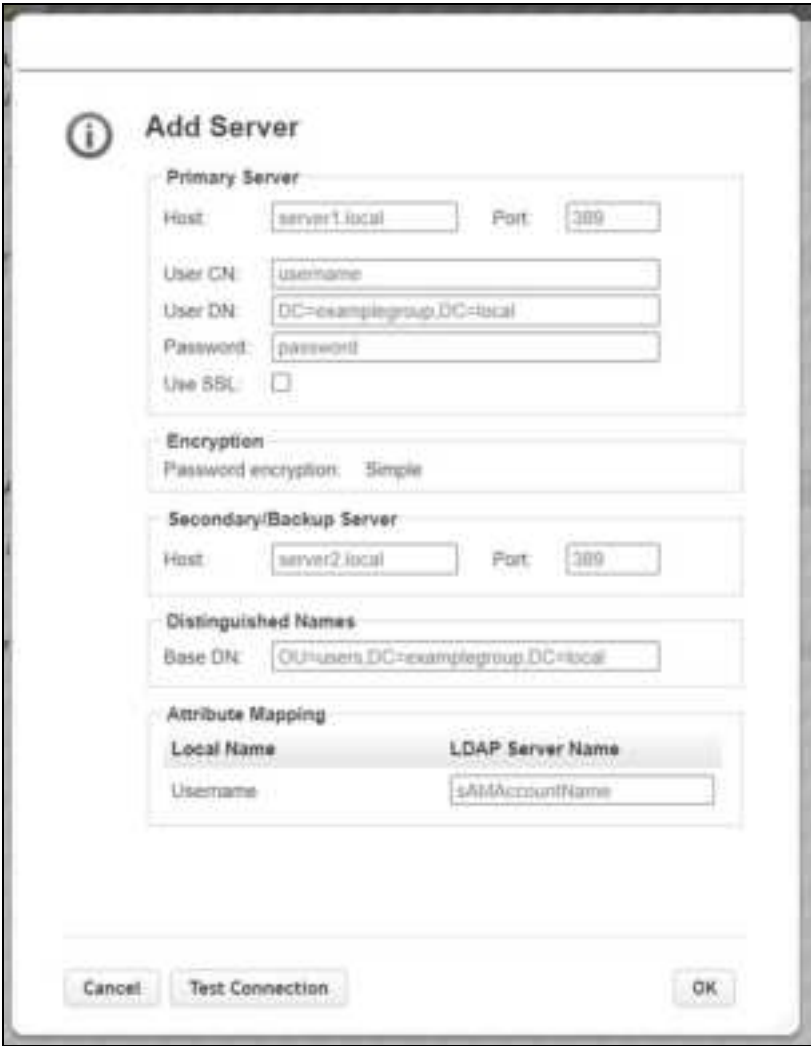 Add Server
Primary Server
Host: server1.local Port: 389
User CN: username
User DN: DC=examplegroup,DC=local
Password: password
Use SSL:
Encryption
Password encryption: Simple
Secondary/Backup Server
Host: server2.local Port: 389
Distinguished Names
Base DN: OU=users,DC=examplegroup,DC=local
Attribute Mapping
Local Name LDAP Server Name
Username sAMAccountName
Cancel Test Connection OK